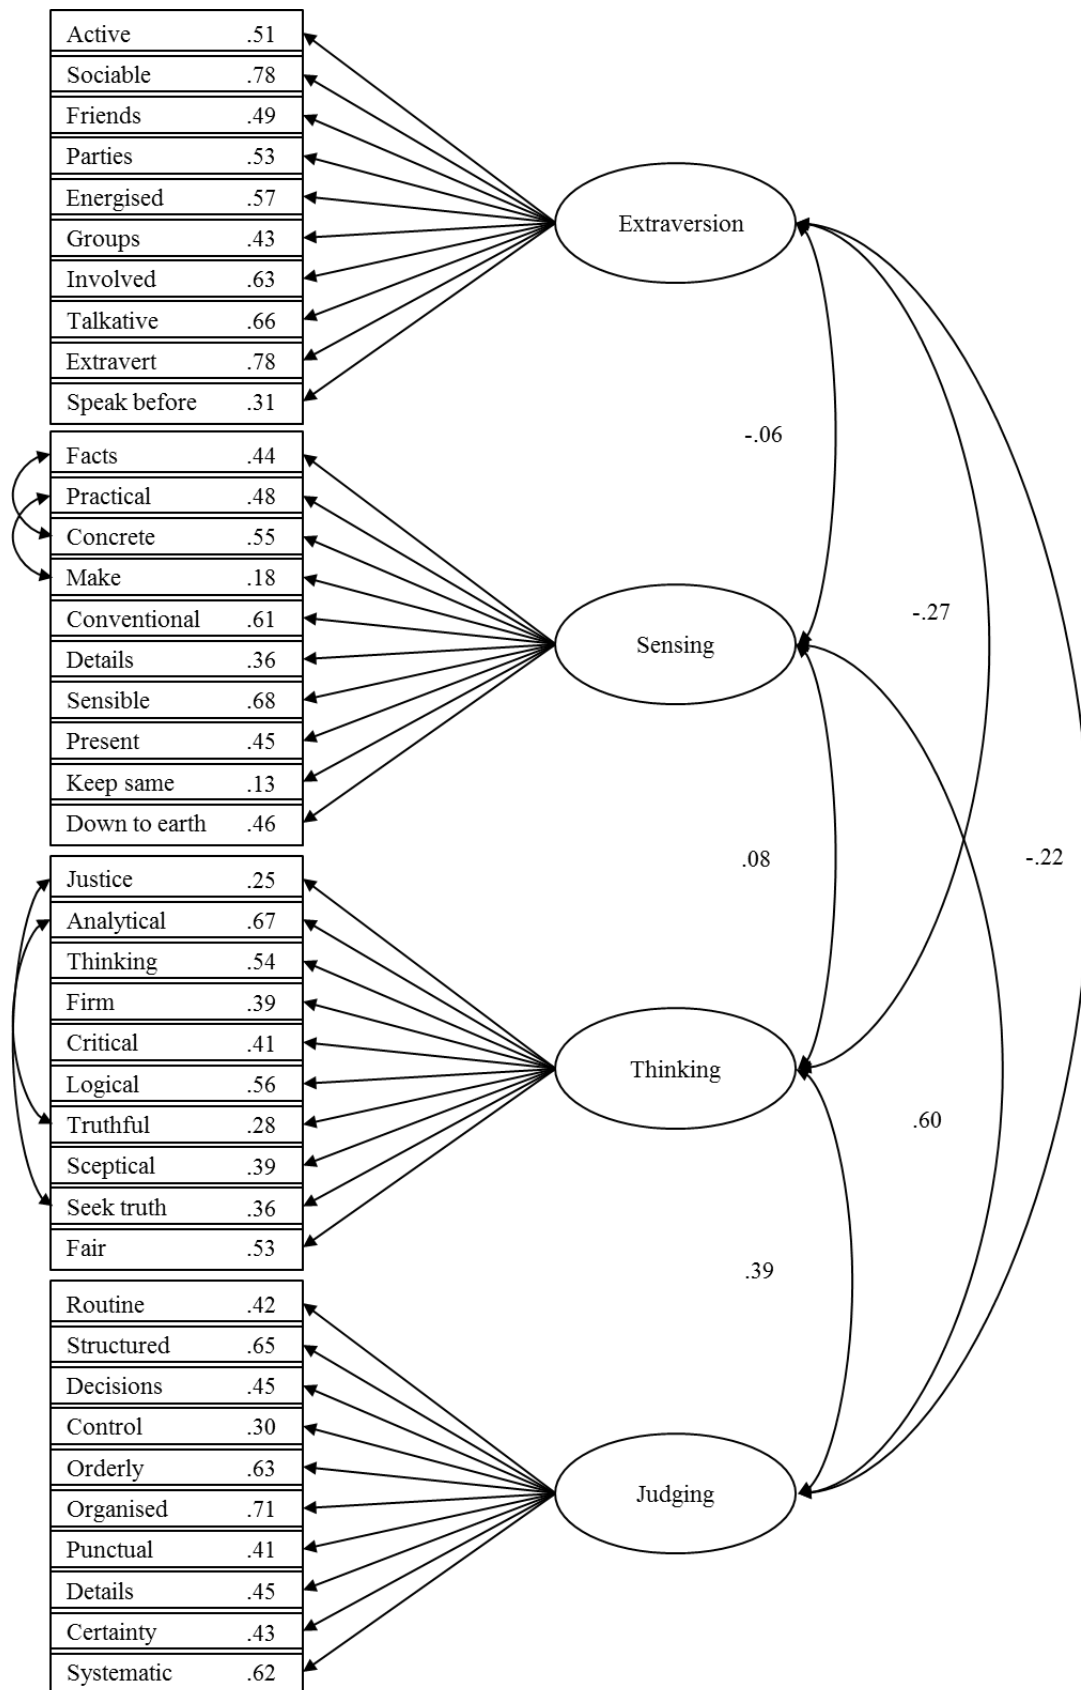 Active .51
Sociable .78
Friends .49
Parties .53
Energised .57
Groups .43
Involved .63
Talkative .66
Extravert .78
Speak before .31
Extraversion
-.06
Facts .44
Practical .48
Concrete .55
Make .18
Conventional .61
Details .36
Sensible .68
Present .45
Keep same .13
Down to earth .46
Sensing
-.27
.08
-.22
Justice .25
Analytical .67
Thinking .54
Firm .39
Critical .41
Logical .56
Truthful .28
Sceptical .39
Seek truth .36
Fair .53
Thinking
.60
.39
Routine .42
Structured .65
Decisions .45
Control .30
Orderly .63
Organised .71
Punctual .41
Details .45
Certainty .43
Systematic .62
Judging